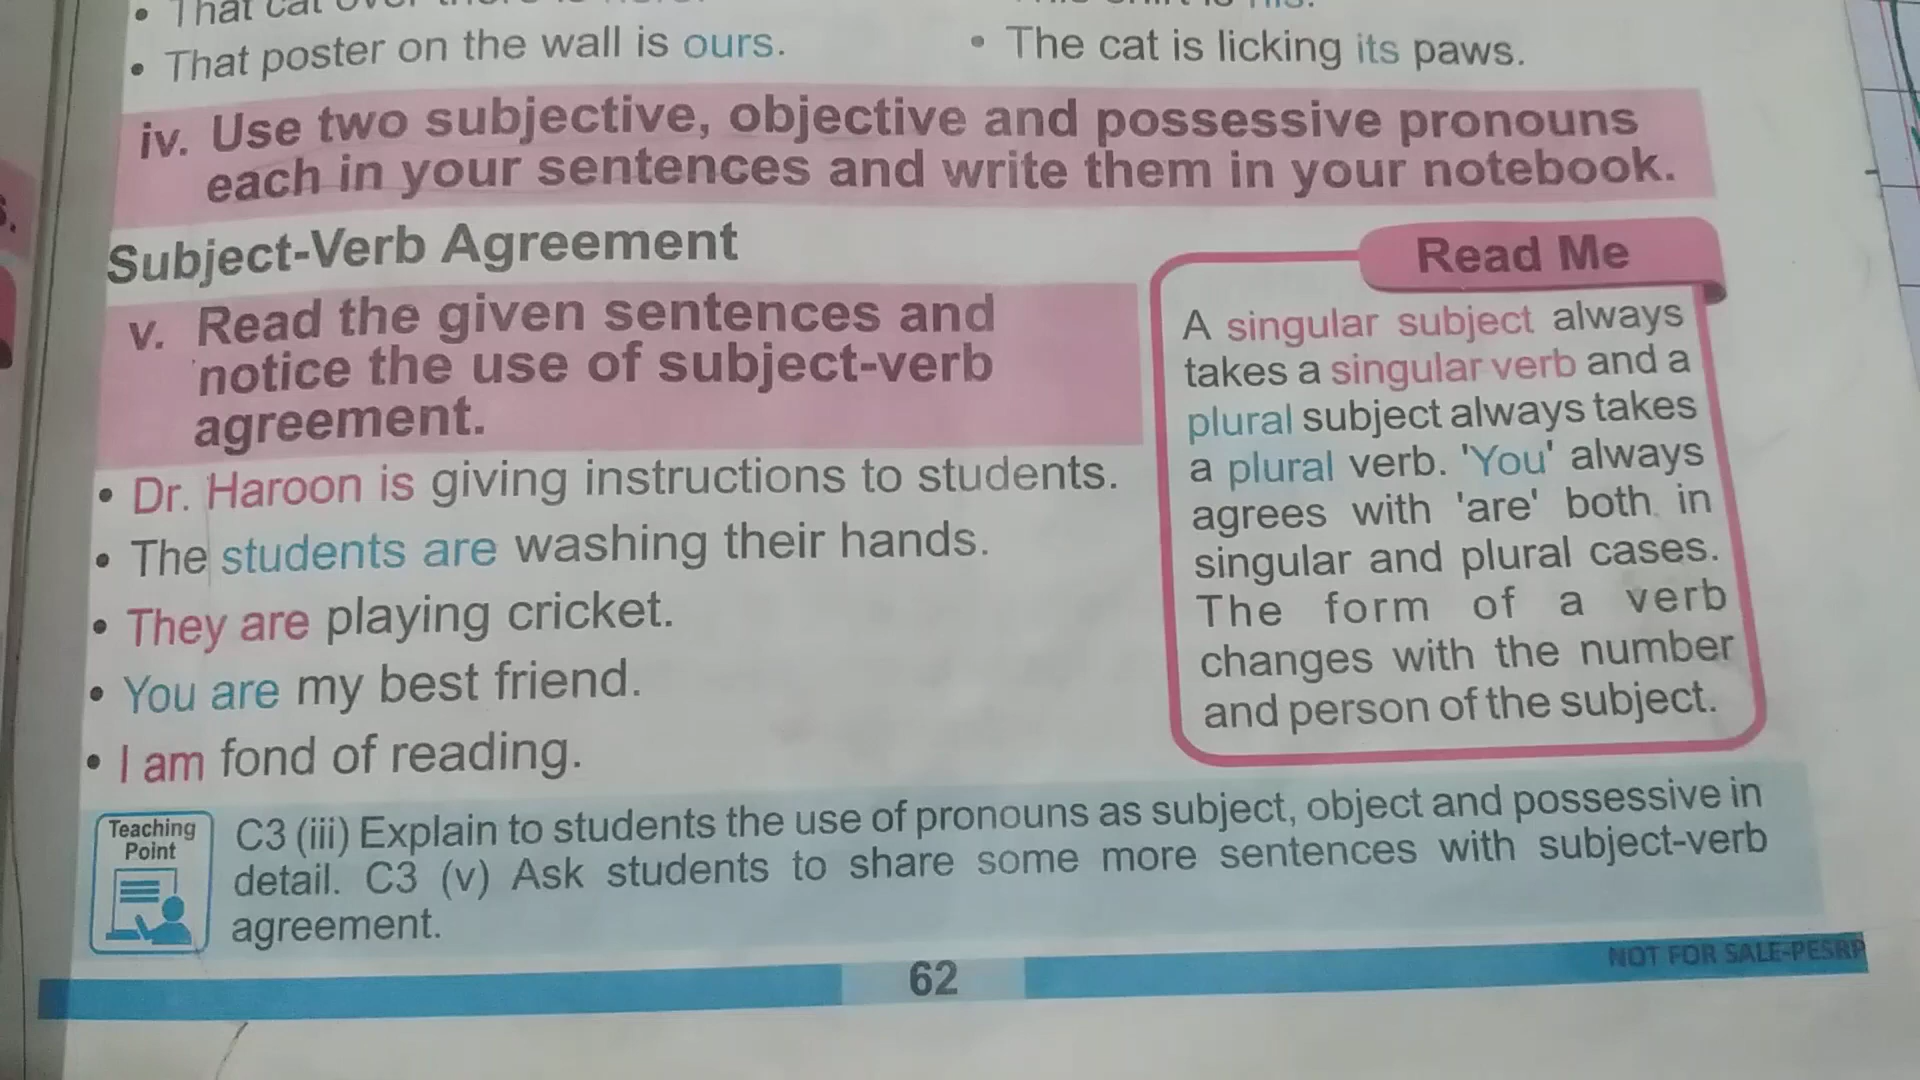 • That cat over there is
• That poster on the wall is ours.
• The cat is licking its paws.
iv. Use two subjective, objective and possessive pronouns
each in your sentences and write them in your notebook.
Subject-Verb Agreement
v. Read the given sentences and
notice the use of subject-verb
agreement.
• Dr. Haroon is giving instructions to students.
• The students are washing their hands.
• They are playing cricket.
• You are my best friend.
• I am fond of reading.
Read Me
A singular subject always
takes a singular verb and a
plural subject always takes
a plural verb. 'You' always
agrees with 'are' both in
singular and plural cases.
The form of a verb
changes with the number
and person of the subject.
Teaching
Point
C3 (iii) Explain to students the use of pronouns as subject, object and possessive in
detail. C3 (v) Ask students to share some more sentences with subject-verb
agreement.
62
NOT FOR SALE-PESRP